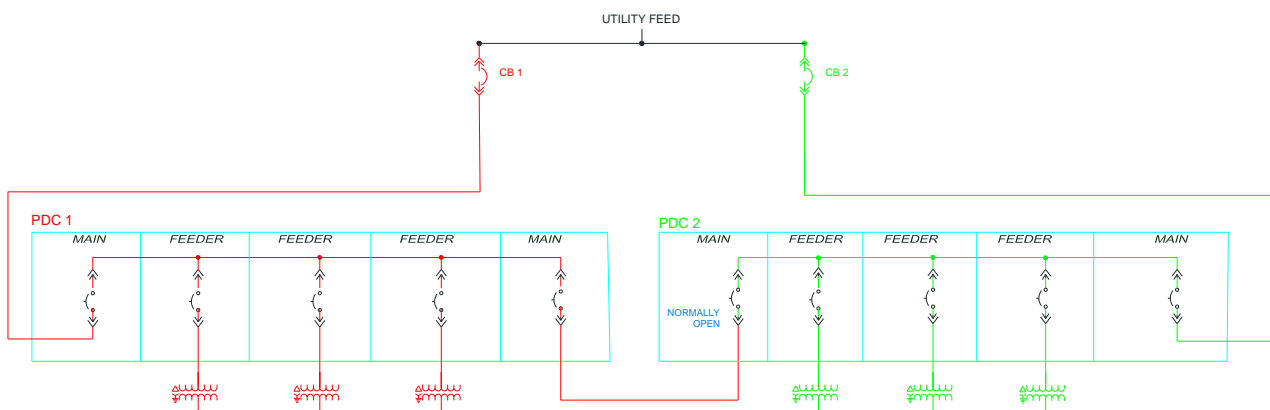 UTILITY FEED
CB 1
CB 2
PDC 1
PDC 2
MAIN
FEEDER
FEEDER
FEEDER
MAIN
MAIN
FEEDER
FEEDER
FEEDER
MAIN
NORMALLY
OPEN